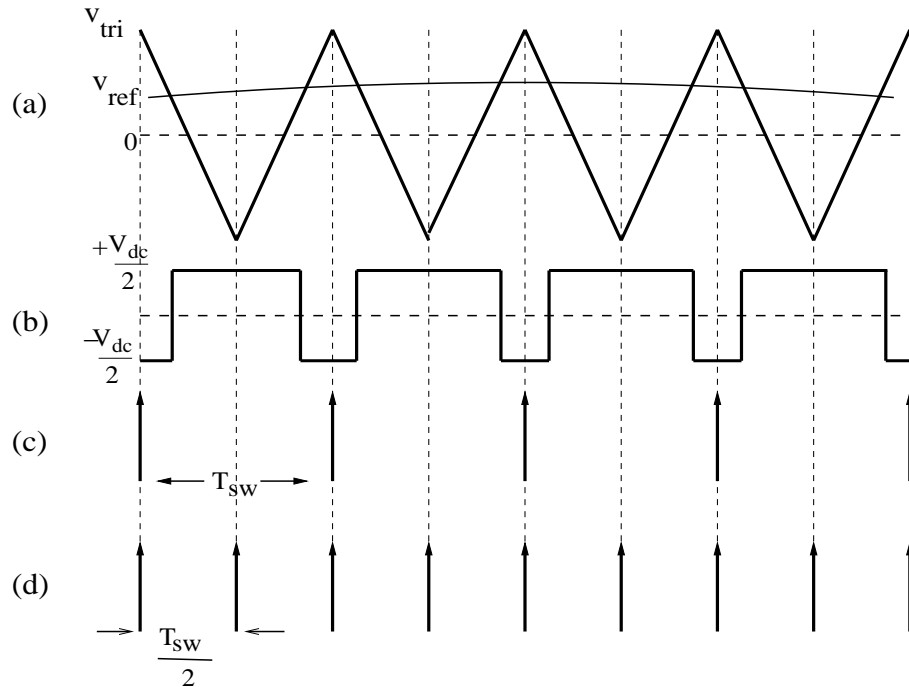 v_tri
(a)
v_ref
0
+V_dc
2
(b)
–V_dc
2
(c)
T_sw
(d)
T_sw
2